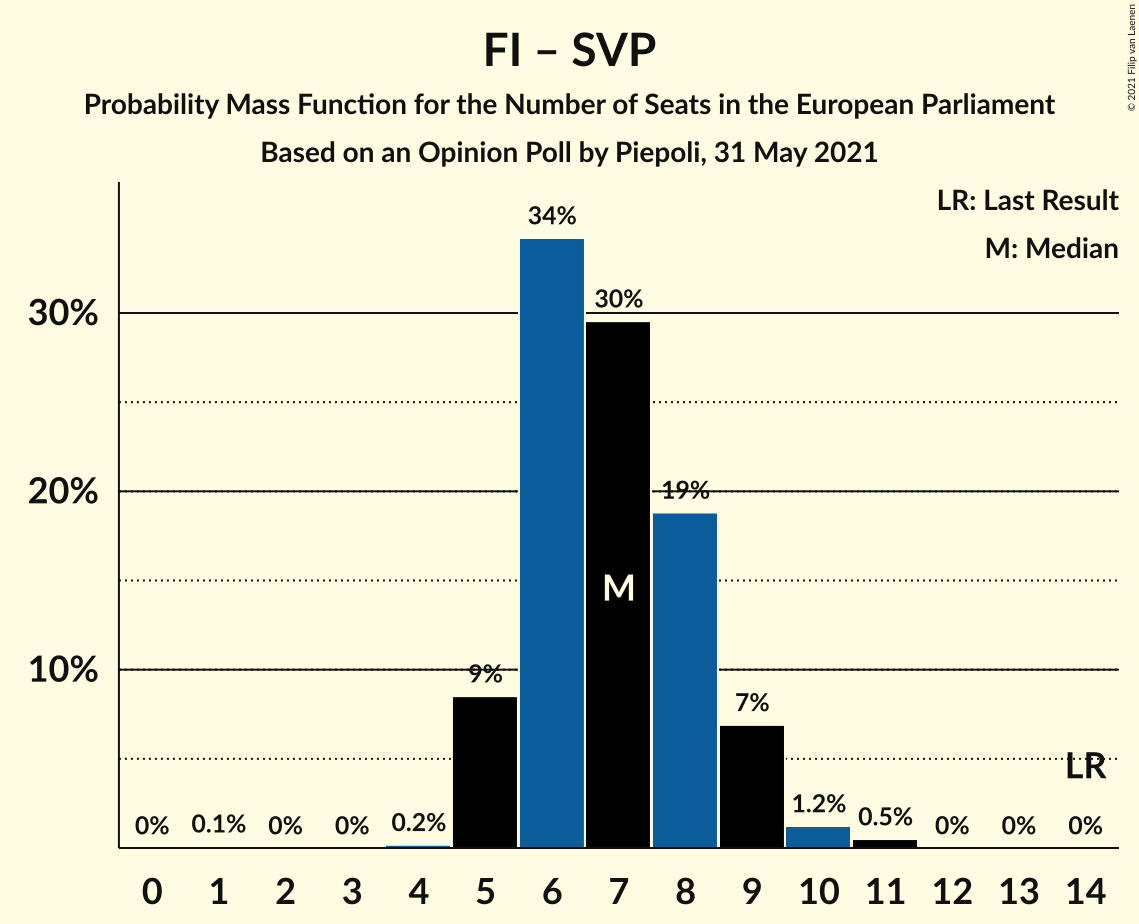 FI – SVP
Probability Mass Function for the Number of Seats in the European Parliament
Based on an Opinion Poll by Piepoli, 31 May 2021
© 2021 Filip van Laenen
LR: Last Result
M: Median
30%
20%
10%
0%
0.1%
0%
0%
0.2%
9%
34%
30%
19%
7%
1.2%
0.5%
0%
0%
0%
M
LR
0 1 2 3 4 5 6 7 8 9 10 11 12 13 14